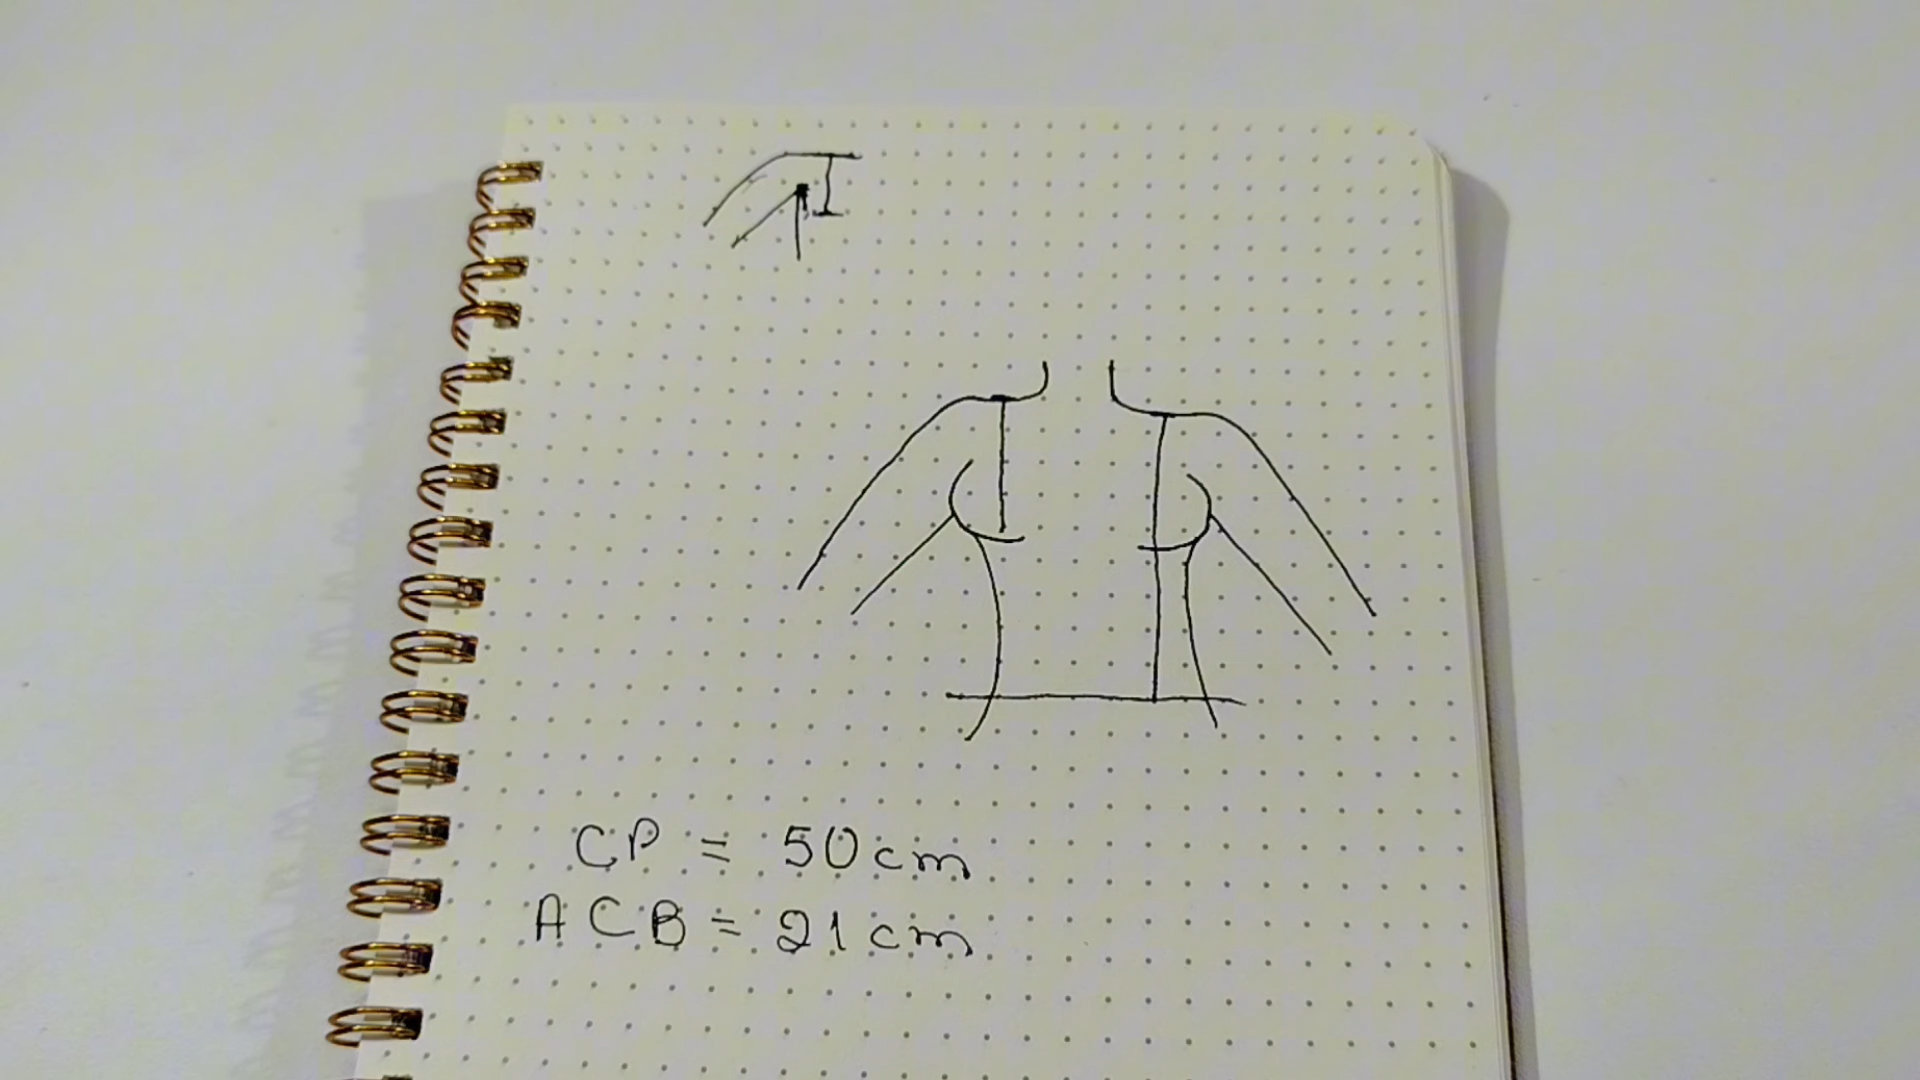 CP = 50cm
ACB = 21cm